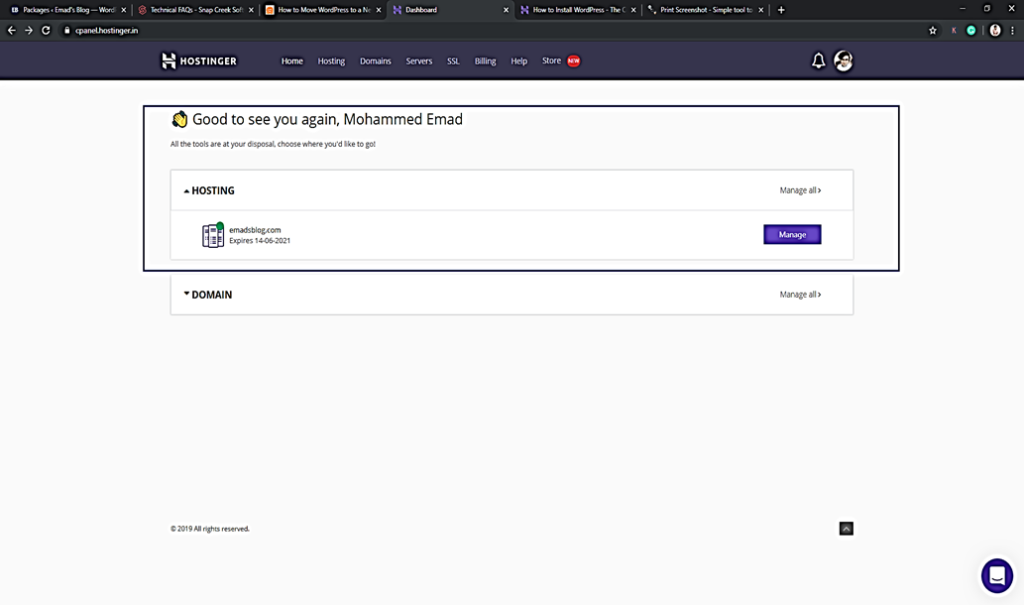 Packages ‹ Emad's Blog — Word
Technical FAQs - Snap Creek Soft
How to Move WordPress to a Ne
Dashboard
How to Install WordPress - The C
Print Screenshot - Simple tool to
cpanel.hostinger.in
HOSTINGER
Home Hosting Domains Servers SSL Billing Help Store NEW
Good to see you again, Mohammed Emad
All the tools are at your disposal, choose where you'd like to go!
HOSTING
Manage all ›
emadsblog.com
Expires 14-06-2021
Manage
DOMAIN
Manage all ›
© 2019 All rights reserved.